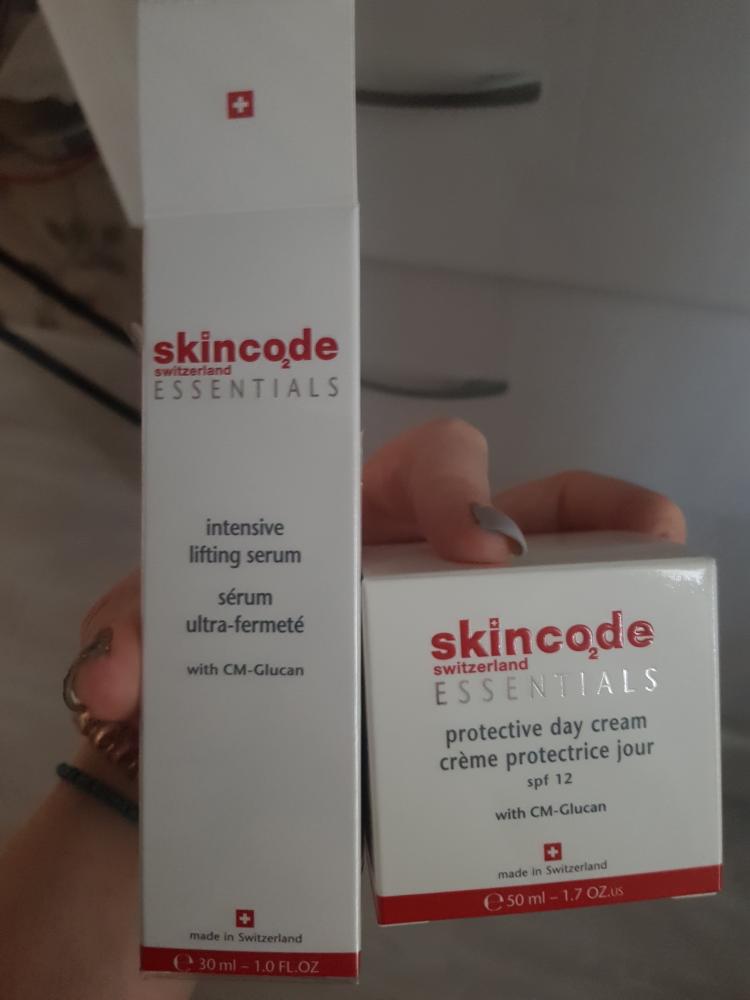 skinco2de
switzerland
ESSENTIALS
intensive
lifting serum
sérum
ultra-fermeté
with CM-Glucan
made in Switzerland
℮ 30 ml – 1.0 FL.OZ
skinco2de
switzerland
ESSENTIALS
protective day cream
crème protectrice jour
spf 12
with CM-Glucan
made in Switzerland
℮ 50 ml – 1.7 OZ.US